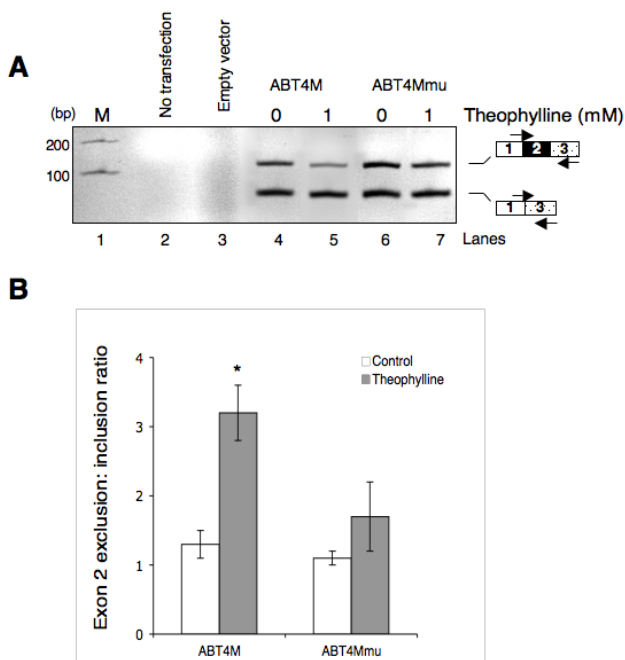 A
No transfection
Empty vector
ABT4M ABT4Mmu
(bp) M 0 1 0 1 Theophylline (mM)
200
100
1 2 3
1 3
1 2 3 4 5 6 7 Lanes
B
Control
Theophylline
Exon 2 exclusion: inclusion ratio
4
*
3
2
1
0
ABT4M ABT4Mmu